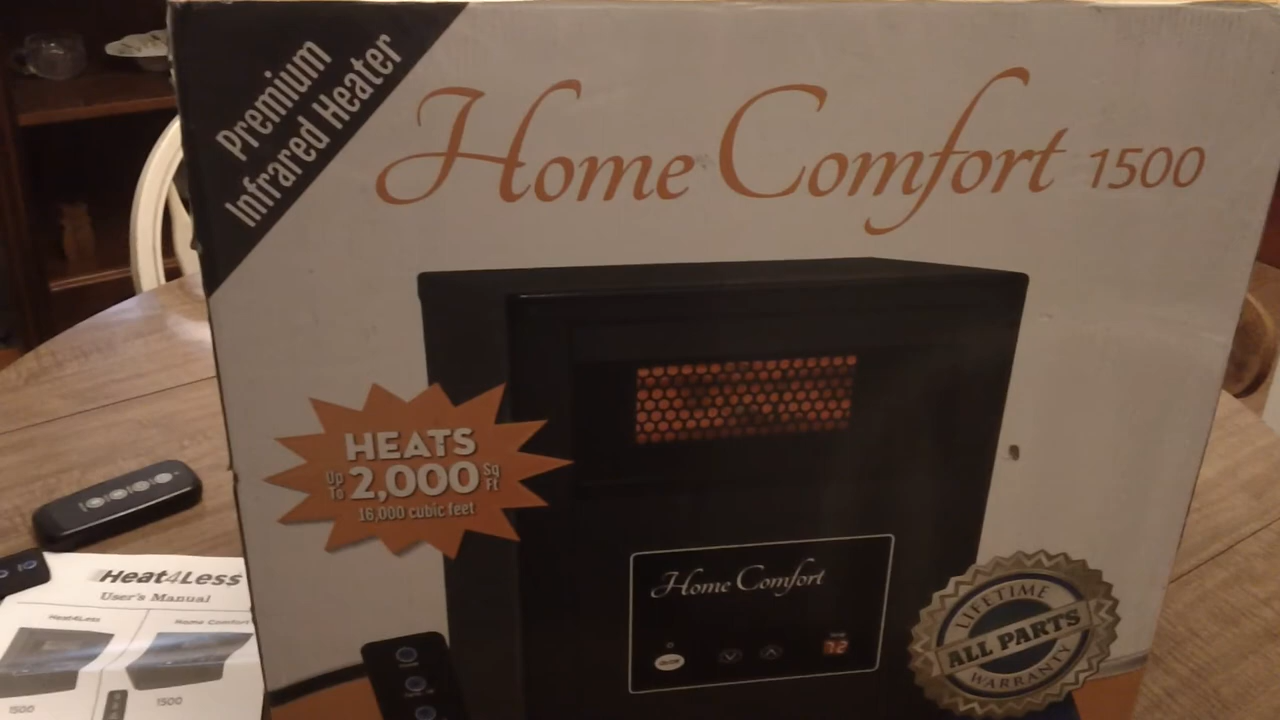 Premium
Infrared Heater
Home Comfort 1500
HEATS
Up To 2,000 Sq Ft
16,000 cubic feet
Home Comfort
72
LIFETIME
ALL PARTS
WARRANTY
Heat4Less
User's Manual
Heat4Less
Home Comfort
1500
1500